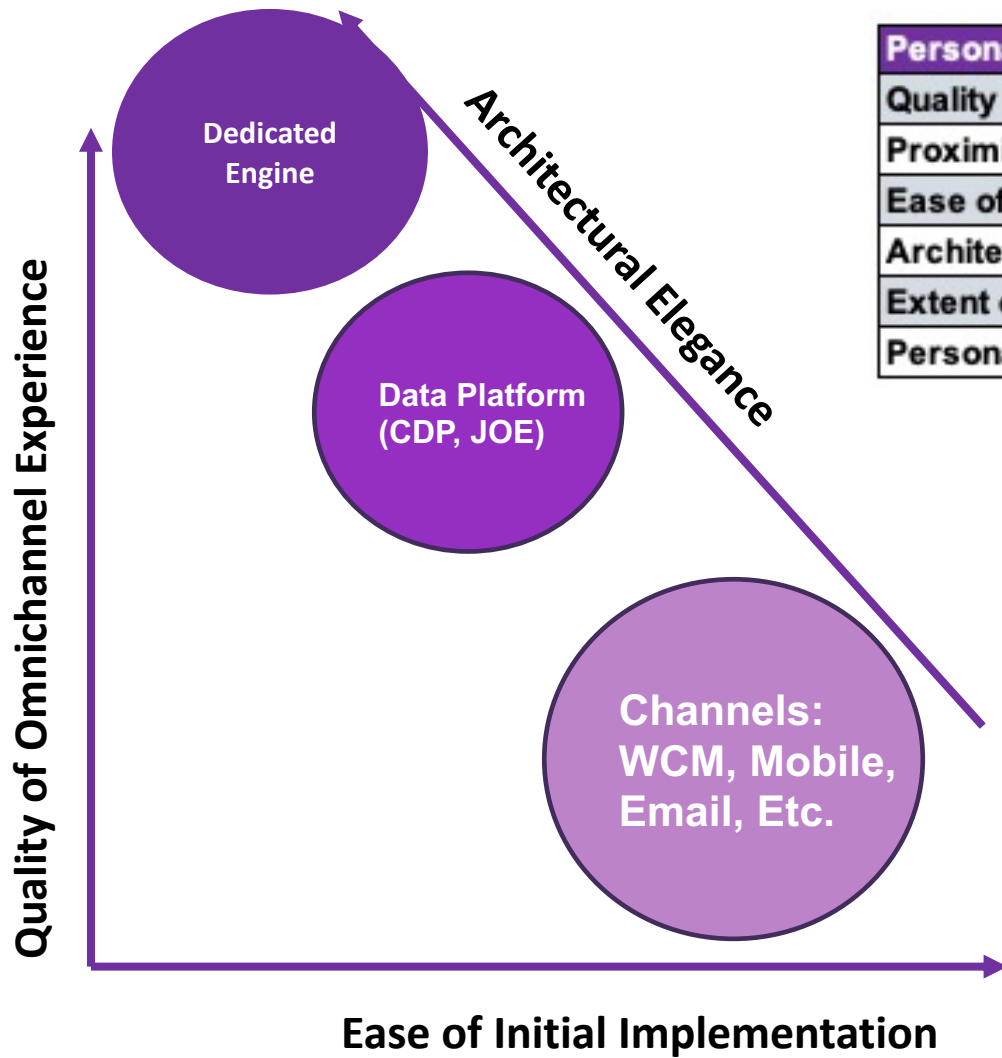 Dedicated
Engine
Architectural Elegance
Data Platform
(CDP, JOE)
Channels:
WCM, Mobile,
Email, Etc.
Quality of Omnichannel Experience
Ease of Initial Implementation
Quality
Ease of
Extent